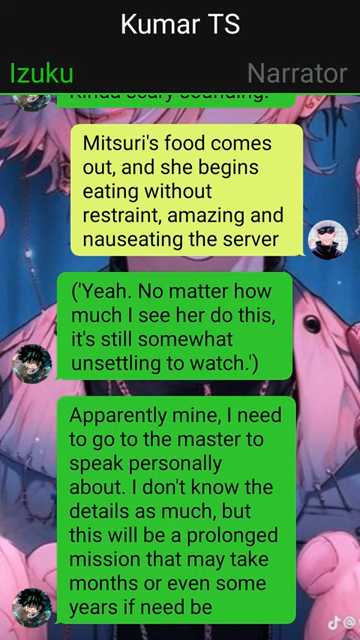 Kumar TS
Izuku
Narrator
Kinda scary sounding.
Mitsuri's food comes
out, and she begins
eating without
restraint, amazing and
nauseating the server
('Yeah. No matter how
much I see her do this,
it's still somewhat
unsettling to watch.')
Apparently mine, I need
to go to the master to
speak personally
about. I don't know the
details as much, but
this will be a prolonged
mission that may take
months or even some
years if need be